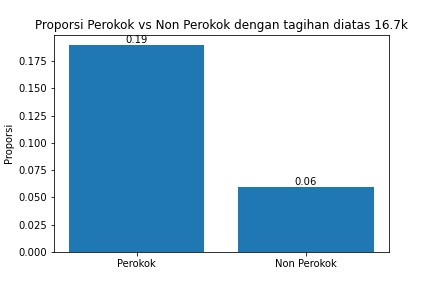 Proporsi Perokok vs Non Perokok dengan tagihan diatas 16.7k
0.19
0.175
0.150
0.125
0.100
0.075
0.06
0.050
0.025
0.000
Proporsi
Perokok
Non Perokok